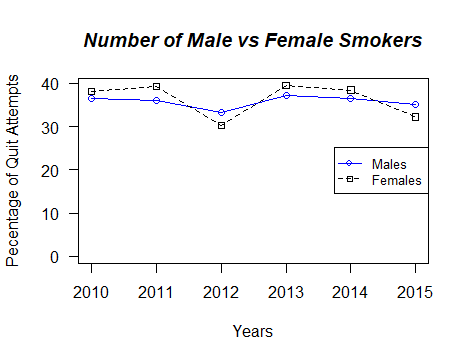 Number of Male vs Female Smokers
Pecentage of Quit Attempts
40
30
20
10
0
Males
Females
2010 2011 2012 2013 2014 2015
Years